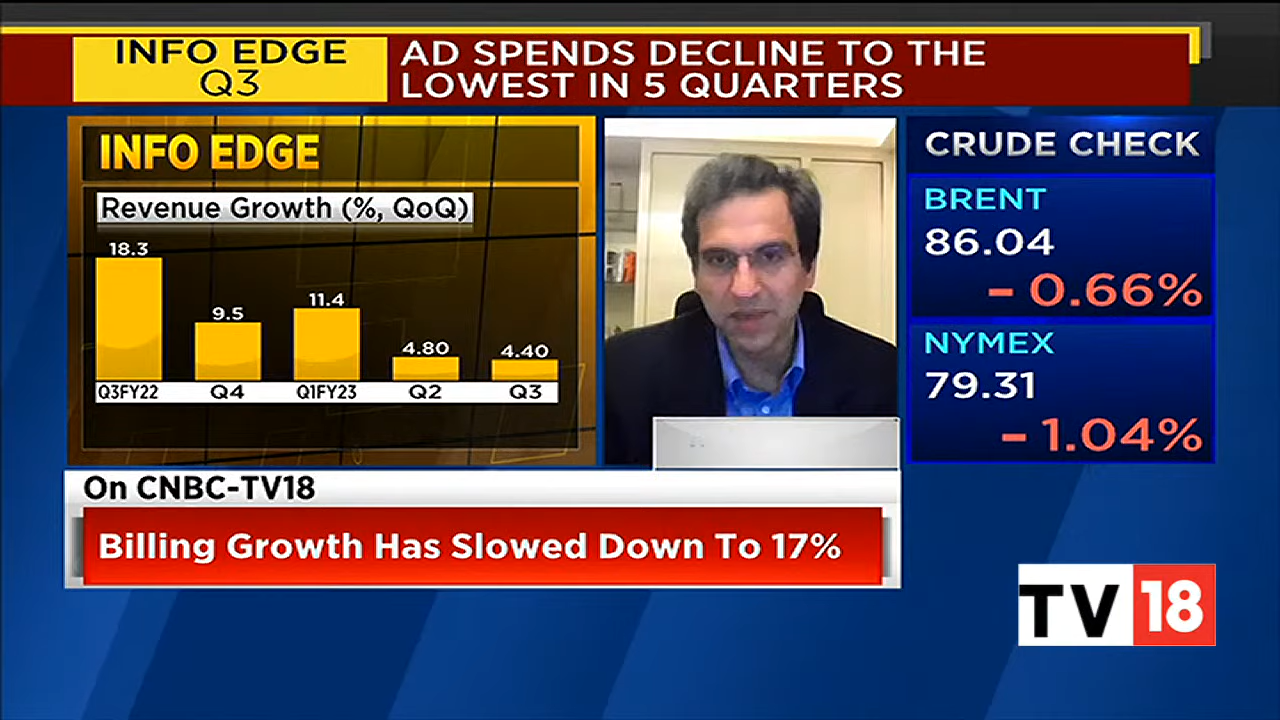 INFO EDGE
Q3
AD SPENDS DECLINE TO THE
LOWEST IN 5 QUARTERS
INFO EDGE
Revenue Growth (%, QoQ)
18.3
9.5
11.4
4.80
4.40
Q3FY22
Q4
Q1FY23
Q2
Q3
CRUDE CHECK
BRENT
86.04
- 0.66%
NYMEX
79.31
- 1.04%
On CNBC-TV18
Billing Growth Has Slowed Down To 17%
TV18